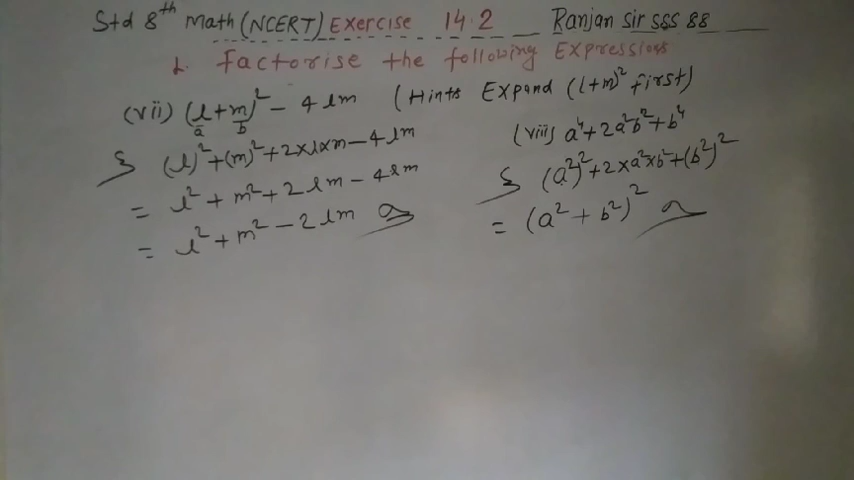 Std 8th Math (NCERT) Exercise 14.2 Ranjan sir sss 88
1. Factorise the following Expressions
(vii) (l+m)² - 4lm (Hints Expand (l+m)² first)
a b
(l)²+(m)²+2×l×m-4lm
= l² + m² + 2lm - 4lm
= l² + m² - 2lm
(viii) a⁴+2a²b²+b⁴
(a²)²+2×a²×b²+(b²)²
= (a² + b²)²